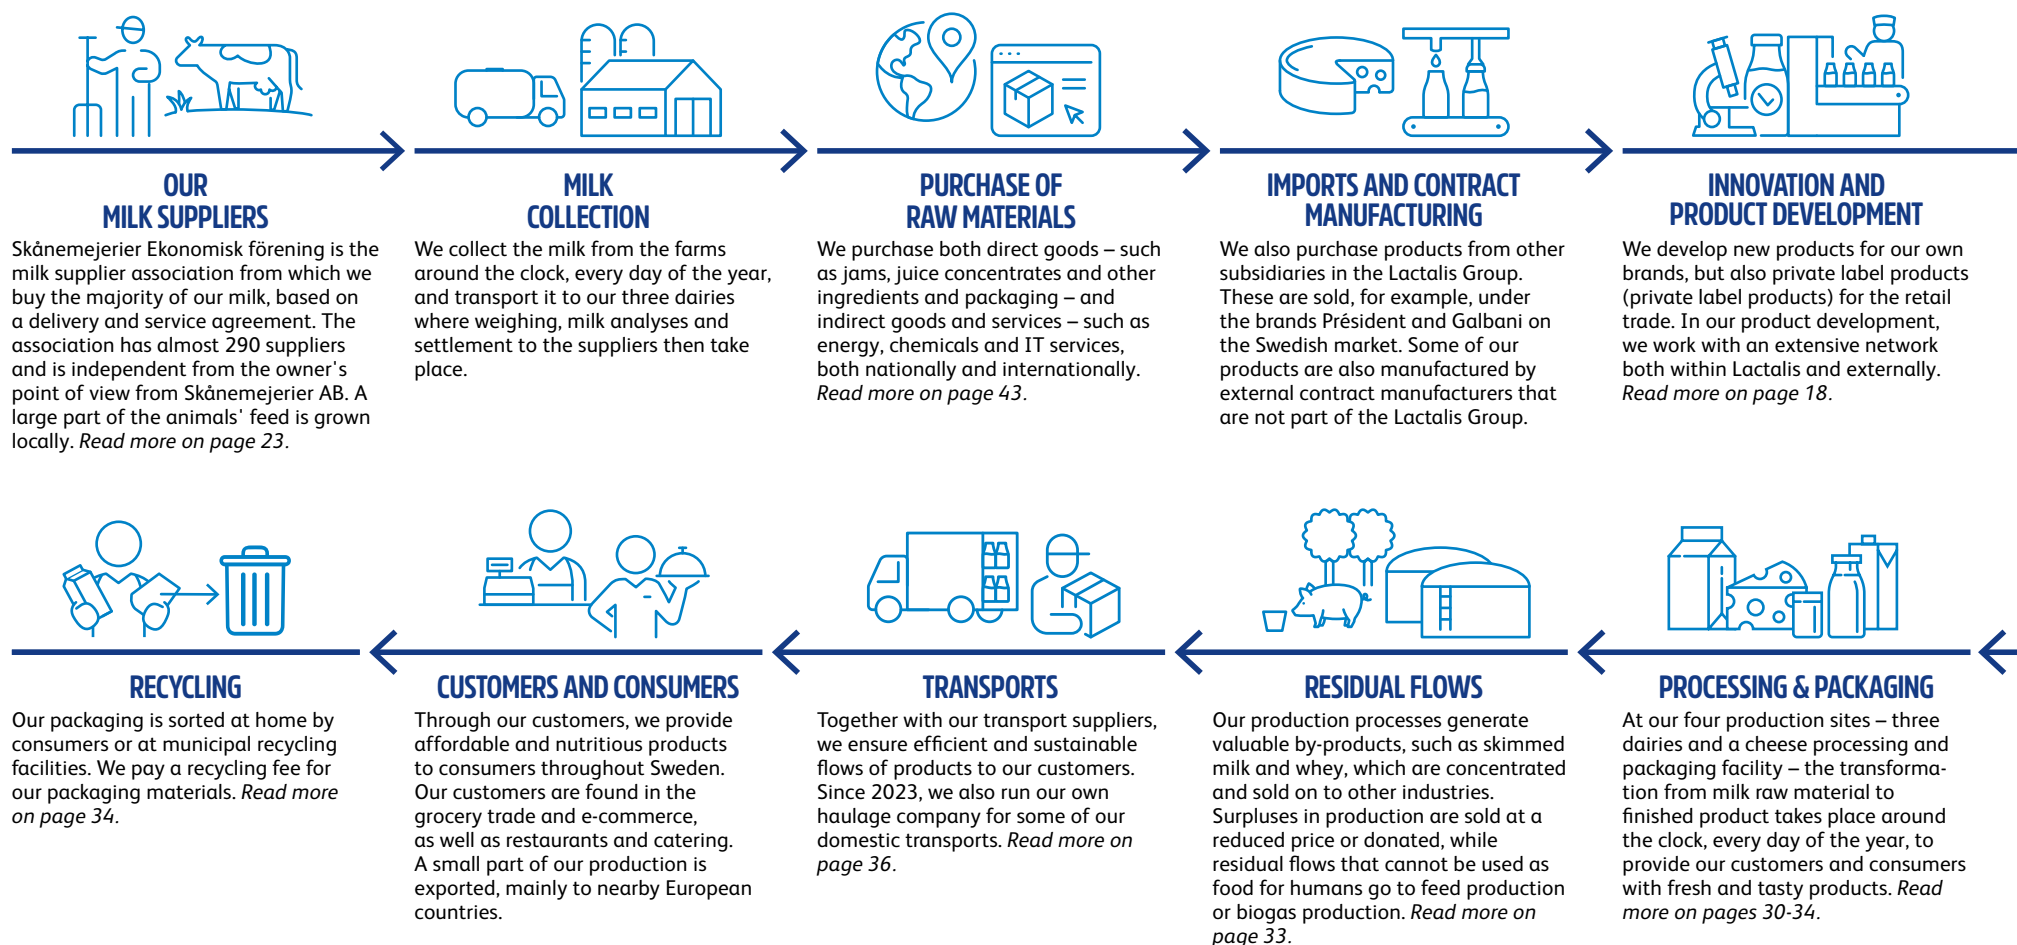 OUR
MILK SUPPLIERS
Skånemejerier Ekonomisk förening is the
milk supplier association from which we
buy the majority of our milk, based on
a delivery and service agreement. The
association has almost 290 suppliers
and is independent from the owner's
point of view from Skånemejerier AB. A
large part of the animals' feed is grown
locally. Read more on page 23.
MILK
COLLECTION
We collect the milk from the farms
around the clock, every day of the year,
and transport it to our three dairies
where weighing, milk analyses and
settlement to the suppliers then take
place.
PURCHASE OF
RAW MATERIALS
We purchase both direct goods – such
as jams, juice concentrates and other
ingredients and packaging – and
indirect goods and services – such as
energy, chemicals and IT services,
both nationally and internationally.
Read more on page 43.
IMPORTS AND CONTRACT
MANUFACTURING
We also purchase products from other
subsidiaries in the Lactalis Group.
These are sold, for example, under
the brands Président and Galbani on
the Swedish market. Some of our
products are also manufactured by
external contract manufacturers that
are not part of the Lactalis Group.
INNOVATION AND
PRODUCT DEVELOPMENT
We develop new products for our own
brands, but also private label products
(private label products) for the retail
trade. In our product development,
we work with an extensive network
both within Lactalis and externally.
Read more on page 18.
PROCESSING & PACKAGING
At our four production sites – three
dairies and a cheese processing and
packaging facility – the transforma-
tion from milk raw material to
finished product takes place around
the clock, every day of the year, to
provide our customers and consumers
with fresh and tasty products. Read
more on pages 30-34.
RESIDUAL FLOWS
Our production processes generate
valuable by-products, such as skimmed
milk and whey, which are concentrated
and sold on to other industries.
Surpluses in production are sold at a
reduced price or donated, while
residual flows that cannot be used as
food for humans go to feed production
or biogas production. Read more on
page 33.
TRANSPORTS
Together with our transport suppliers,
we ensure efficient and sustainable
flows of products to our customers.
Since 2023, we also run our own
haulage company for some of our
domestic transports. Read more on
page 36.
CUSTOMERS AND CONSUMERS
Through our customers, we provide
affordable and nutritious products
to consumers throughout Sweden.
Our customers are found in the
grocery trade and e-commerce,
as well as restaurants and catering.
A small part of our production is
exported, mainly to nearby European
countries.
RECYCLING
Our packaging is sorted at home by
consumers or at municipal recycling
facilities. We pay a recycling fee for
our packaging materials. Read more
on page 34.